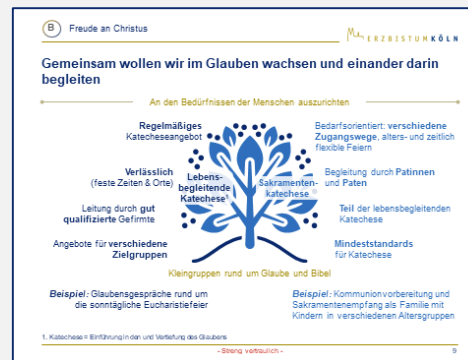 B Freude an Christus
ERZBISTUM KÖLN
Gemeinsam wollen wir im Glauben wachsen und einander darin
begleiten
An den Bedürfnissen der Menschen auszurichten
Regelmäßiges
Katecheseangebot
Verlässlich
(feste Zeiten & Orte)
Leitung durch gut
qualifizierte Gefirmte
Angebote für verschiedene
Zielgruppen
Lebens-
begleitende
Katechese¹
Sakramenten-
katechese
Bedarfsorientiert: verschiedene
Zugangswege, alters- und zeitlich
flexible Feiern
Begleitung durch Patinnen
und Paten
Teil der lebensbegleitenden
Katechese
Mindeststandards
für Katechese
Kleingruppen rund um Glaube und Bibel
Beispiel: Glaubensgespräche rund um
die sonntägliche Eucharistiefeier
Beispiel: Kommunionvorbereitung und
Sakramentenempfang als Familie mit
Kindern in verschiedenen Altersgruppen
1. Katechese = Einführung in den und Vertiefung des Glaubens
- Streng vertraulich -
9